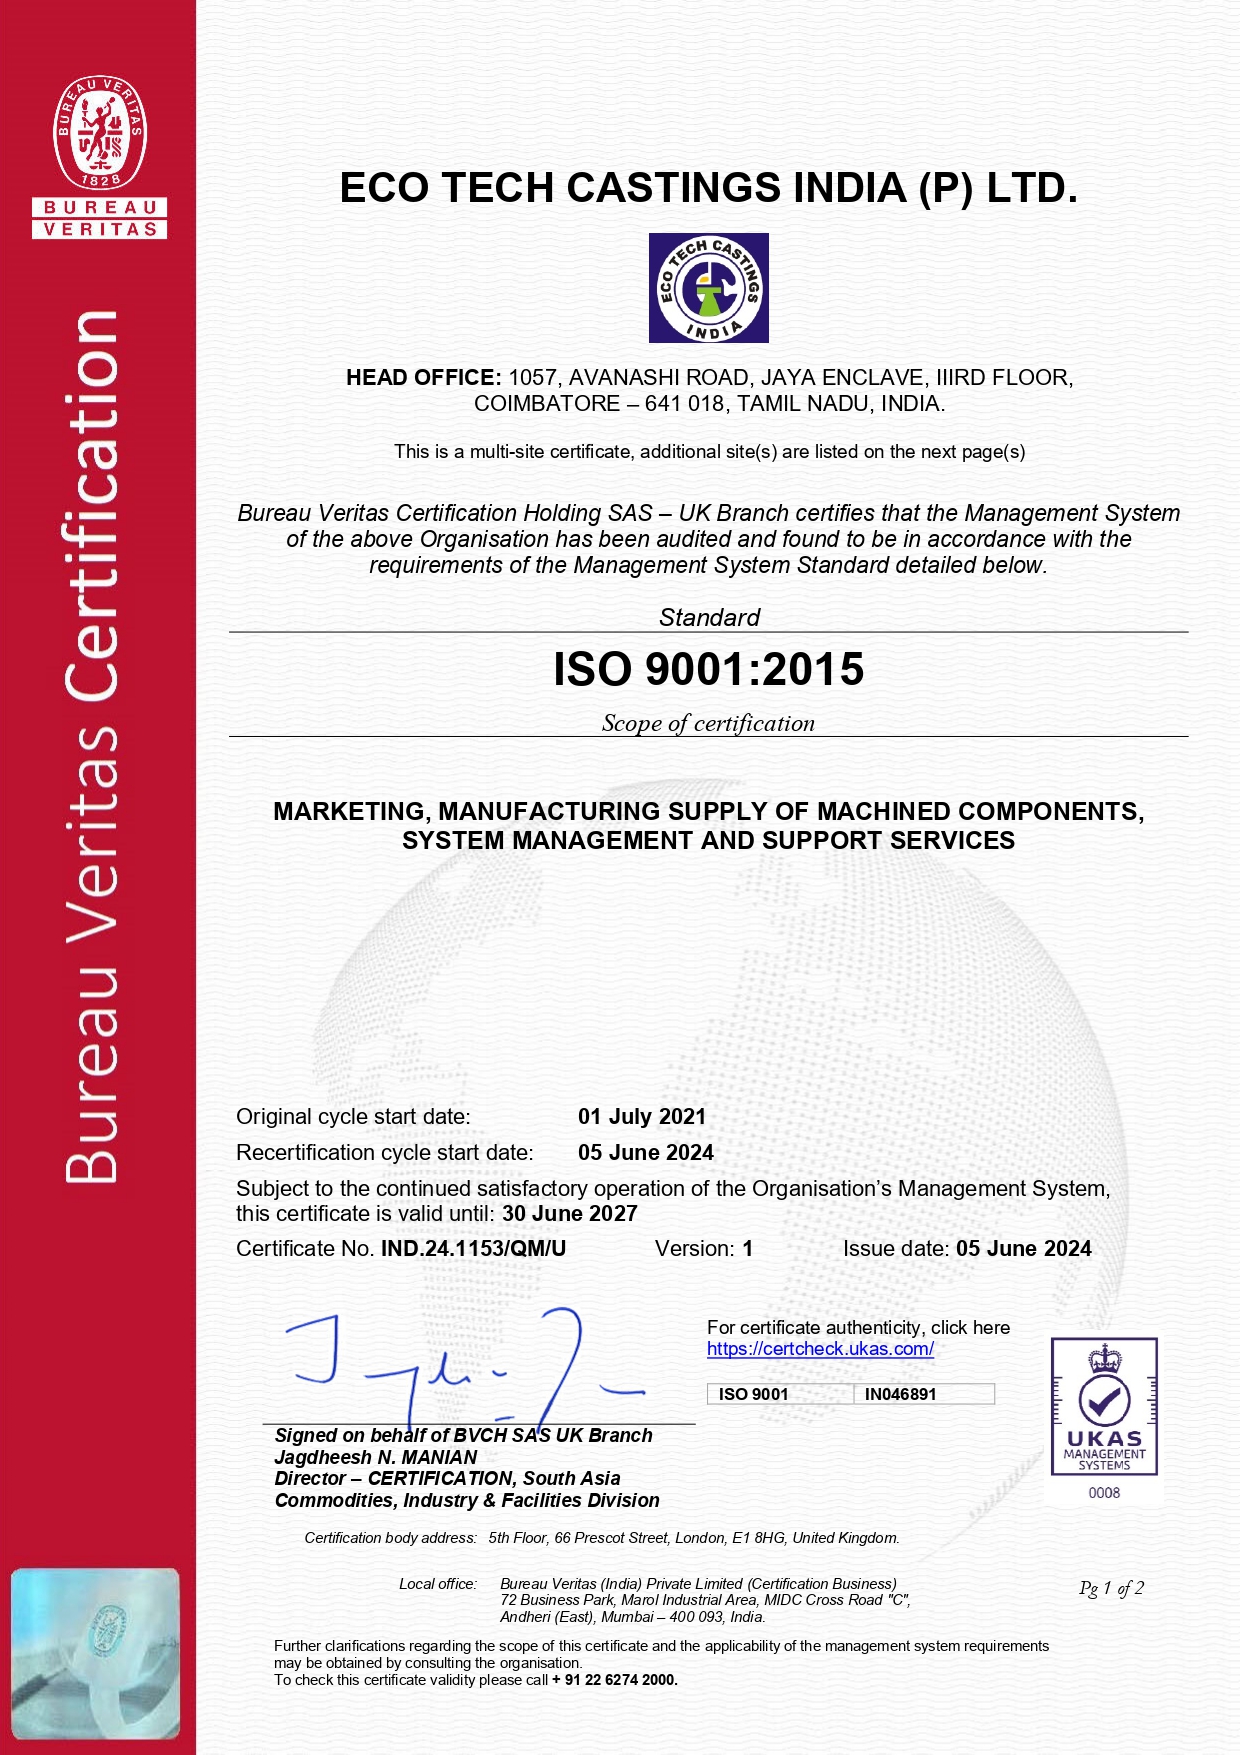 BUREAU VERITAS
1828
BUREAU
VERITAS
Bureau Veritas Certification
ECO TECH CASTINGS INDIA (P) LTD.
ECO TECH CASTINGS
INDIA
HEAD OFFICE: 1057, AVANASHI ROAD, JAYA ENCLAVE, IIIRD FLOOR,
COIMBATORE – 641 018, TAMIL NADU, INDIA.
This is a multi-site certificate, additional site(s) are listed on the next page(s)
Bureau Veritas Certification Holding SAS – UK Branch certifies that the Management System
of the above Organisation has been audited and found to be in accordance with the
requirements of the Management System Standard detailed below.
Standard
ISO 9001:2015
Scope of certification
MARKETING, MANUFACTURING SUPPLY OF MACHINED COMPONENTS,
SYSTEM MANAGEMENT AND SUPPORT SERVICES
Original cycle start date: 01 July 2021
Recertification cycle start date: 05 June 2024
Subject to the continued satisfactory operation of the Organisation’s Management System,
this certificate is valid until: 30 June 2027
Certificate No. IND.24.1153/QM/U Version: 1 Issue date: 05 June 2024
For certificate authenticity, click here
https://certcheck.ukas.com/
ISO 9001 IN046891
UKAS
MANAGEMENT
SYSTEMS
0008
Signed on behalf of BVCH SAS UK Branch
Jagdheesh N. MANIAN
Director – CERTIFICATION, South Asia
Commodities, Industry & Facilities Division
Certification body address: 5th Floor, 66 Prescot Street, London, E1 8HG, United Kingdom.
Local office: Bureau Veritas (India) Private Limited (Certification Business)
72 Business Park, Marol Industrial Area, MIDC Cross Road "C",
Andheri (East), Mumbai – 400 093, India.
Pg 1 of 2
Further clarifications regarding the scope of this certificate and the applicability of the management system requirements
may be obtained by consulting the organisation.
To check this certificate validity please call + 91 22 6274 2000.